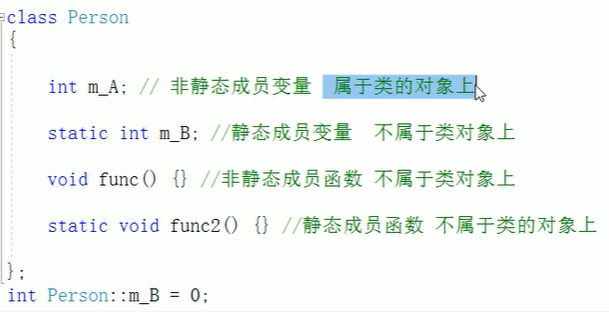 class Person
{
int m_A; // 非静态成员变量 属于类的对象上
static int m_B; //静态成员变量 不属于类对象上
void func() {} //非静态成员函数 不属于类对象上
static void func2() {} //静态成员函数 不属于类的对象上
};
int Person::m_B = 0;